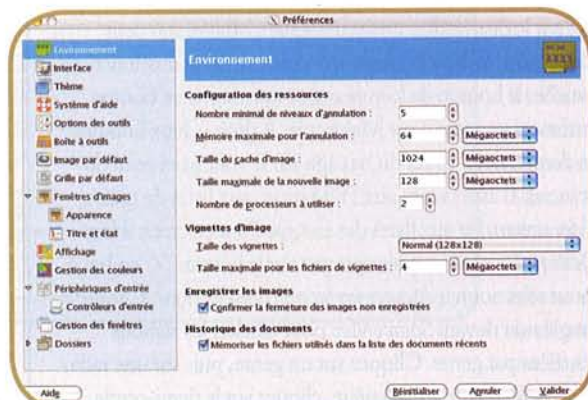 Préférences
Environnement
Interface
Thème
Système d'aide
Options des outils
Boîte à outils
Image par défaut
Grille par défaut
Fenêtres d'images
Apparence
Titre et état
Affichage
Gestion des couleurs
Périphériques d'entrée
Contrôleurs d'entrée
Gestion des fenêtres
Dossiers
Environnement
Configuration des ressources
Nombre minimal de niveaux d'annulation : 5
Mémoire maximale pour l'annulation : 64 Mégaoctets
Taille du cache d'image : 1024 Mégaoctets
Taille maximale de la nouvelle image : 128 Mégaoctets
Nombre de processeurs à utiliser : 2
Vignettes d'image
Taille des vignettes : Normal (128x128)
Taille maximale pour les fichiers de vignettes : 4 Mégaoctets
Enregistrer les images
Confirmer la fermeture des images non enregistrées
Historique des documents
Mémoriser les fichiers utilisés dans la liste des documents récents
Aide Réinitialiser Annuler Valider